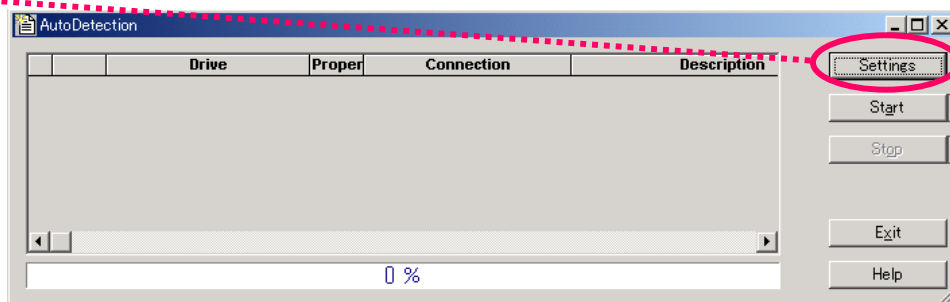 AutoDetection
Drive Proper Connection Description
Settings
Start
Stop
0 %
Exit
Help